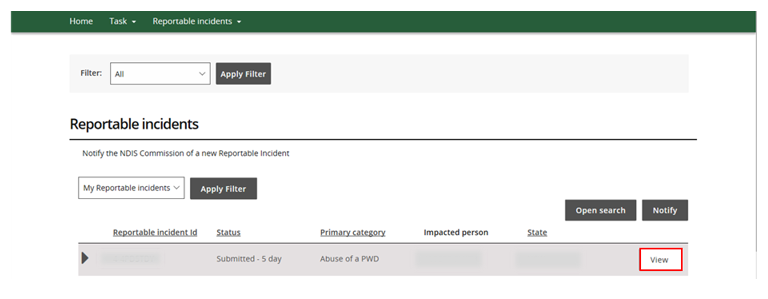 Home Task Reportable incidents
Filter: All Apply Filter
Reportable incidents
Notify the NDIS Commission of a new Reportable Incident
My Reportable incidents Apply Filter
Open search Notify
Reportable incident Id Status Primary category Impacted person State
Submitted - 5 day Abuse of a PWD View